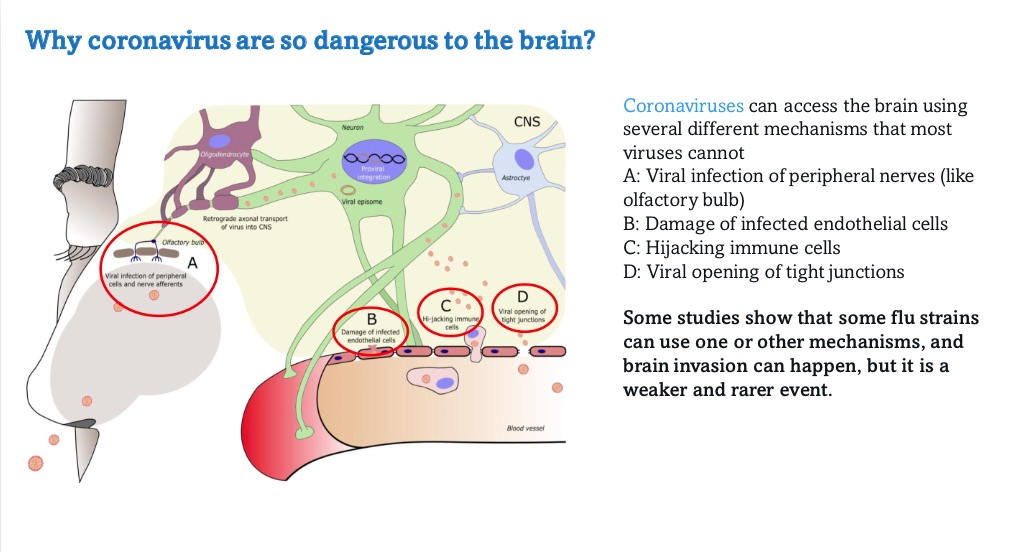 Why coronavirus are so dangerous to the brain?
CNS
Neuron
Oligodendrocyte
Proviral
integration
Astroctye
Viral episome
Retrograde axonal transport
of virus into CNS
Olfactory bulb
A
Viral infection of peripheral
cells and nerve afferents
B
Damage of infected
endothelial cells
C
Hi-jacking immune
cells
D
Viral opening of
tight junctions
Blood vessel
Coronaviruses can access the brain using
several different mechanisms that most
viruses cannot
A: Viral infection of peripheral nerves (like
olfactory bulb)
B: Damage of infected endothelial cells
C: Hijacking immune cells
D: Viral opening of tight junctions
Some studies show that some flu strains
can use one or other mechanisms, and
brain invasion can happen, but it is a
weaker and rarer event.